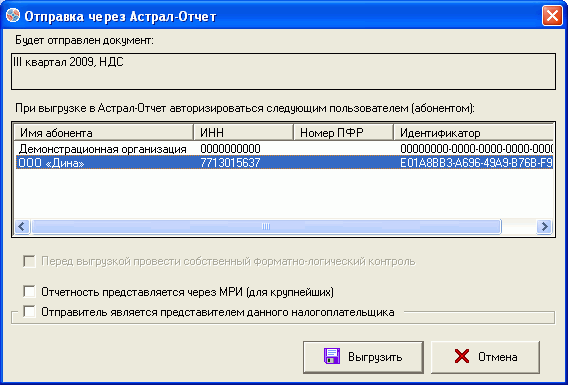 Отправка через Астрал-Отчет
Будет отправлен документ:
III квартал 2009, НДС
При выгрузке в Астрал-Отчет авторизироваться следующим пользователем (абонентом):
Имя абонента ИНН Номер ПФР Идентификатор
Демонстрационная организация 0000000000 00000000-0000-0000-0000-000
ООО «Дина» 7713015637 E01A8BB3-A696-49A9-B76B-F9
Перед выгрузкой провести собственный форматно-логический контроль
Отчетность представляется через МРИ (для крупнейших)
Отправитель является представителем данного налогоплательщика
Выгрузить Отмена